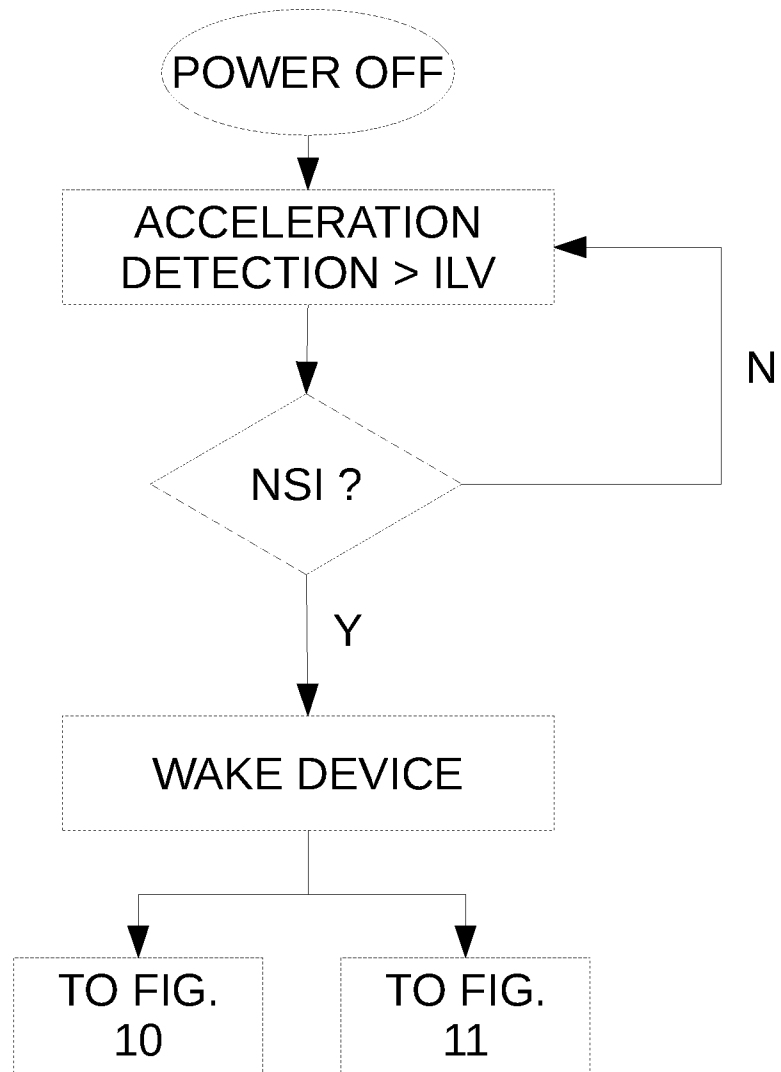 POWER OFF
ACCELERATION
DETECTION > ILV
N
NSI ?
Y
WAKE DEVICE
TO FIG.
10
TO FIG.
11